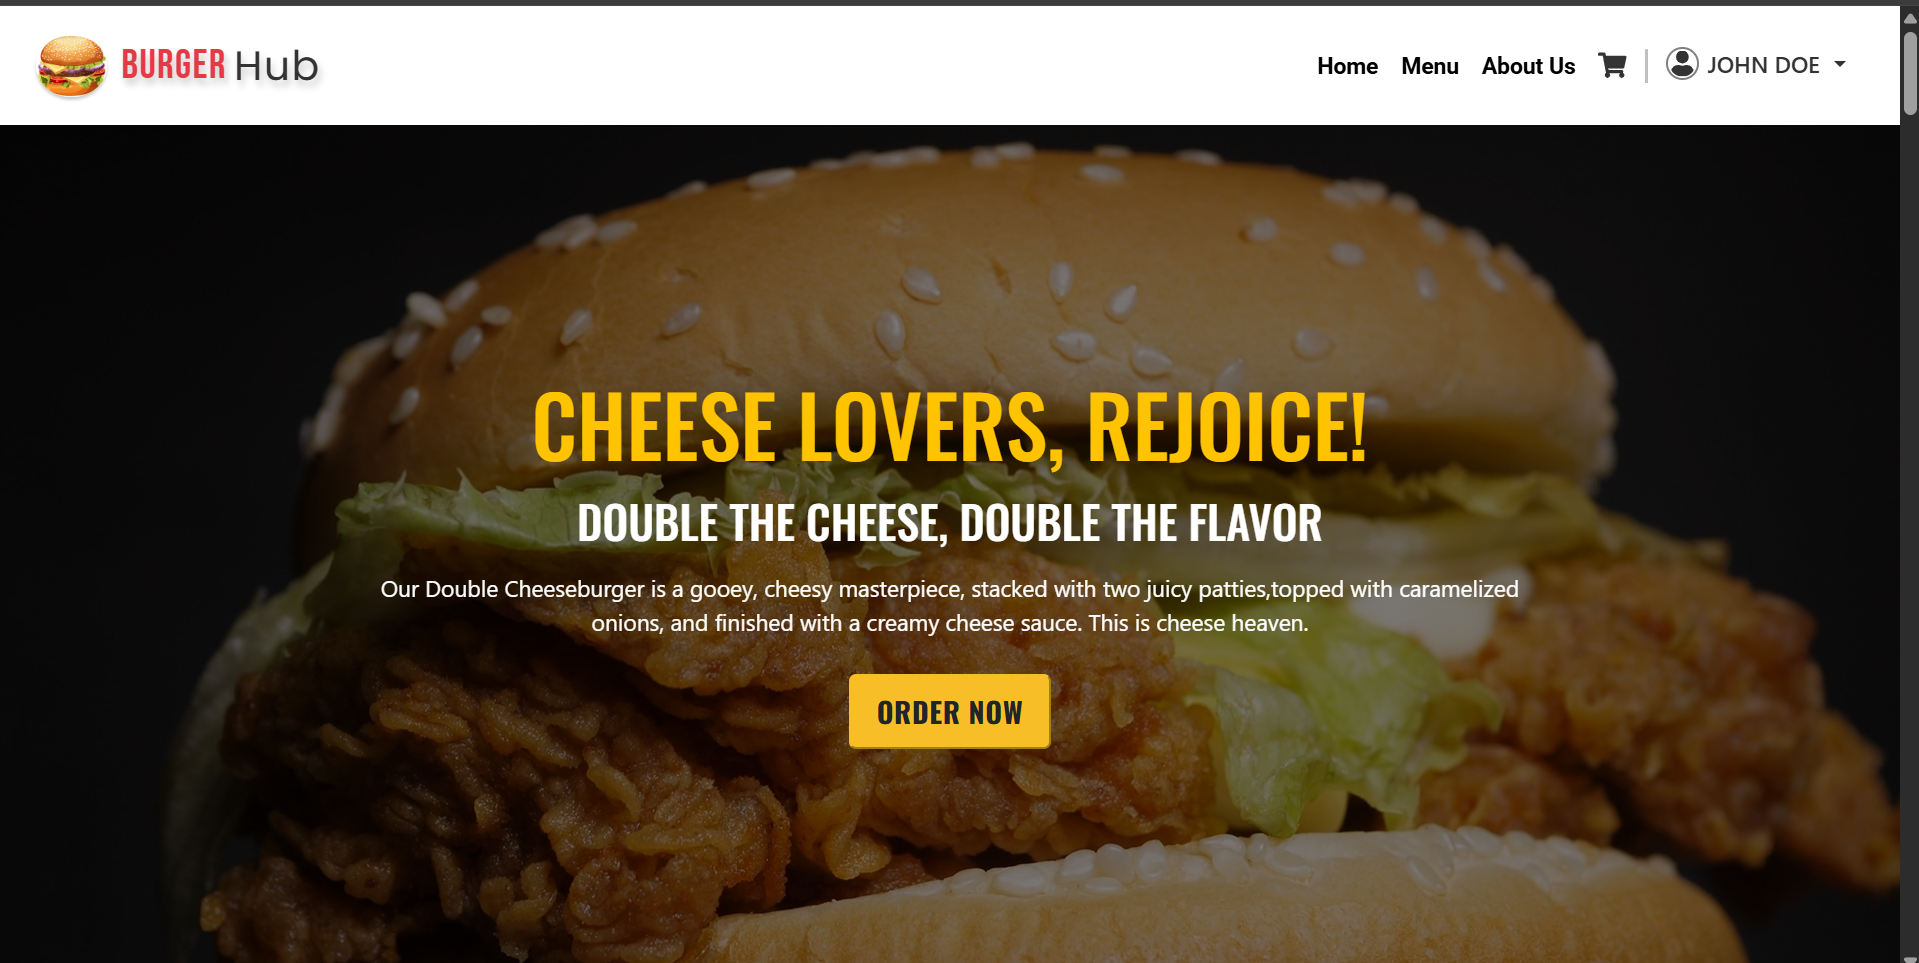 BURGER Hub
Home Menu About Us JOHN DOE
CHEESE LOVERS, REJOICE!
DOUBLE THE CHEESE, DOUBLE THE FLAVOR
Our Double Cheeseburger is a gooey, cheesy masterpiece, stacked with two juicy patties,topped with caramelized
onions, and finished with a creamy cheese sauce. This is cheese heaven.
ORDER NOW